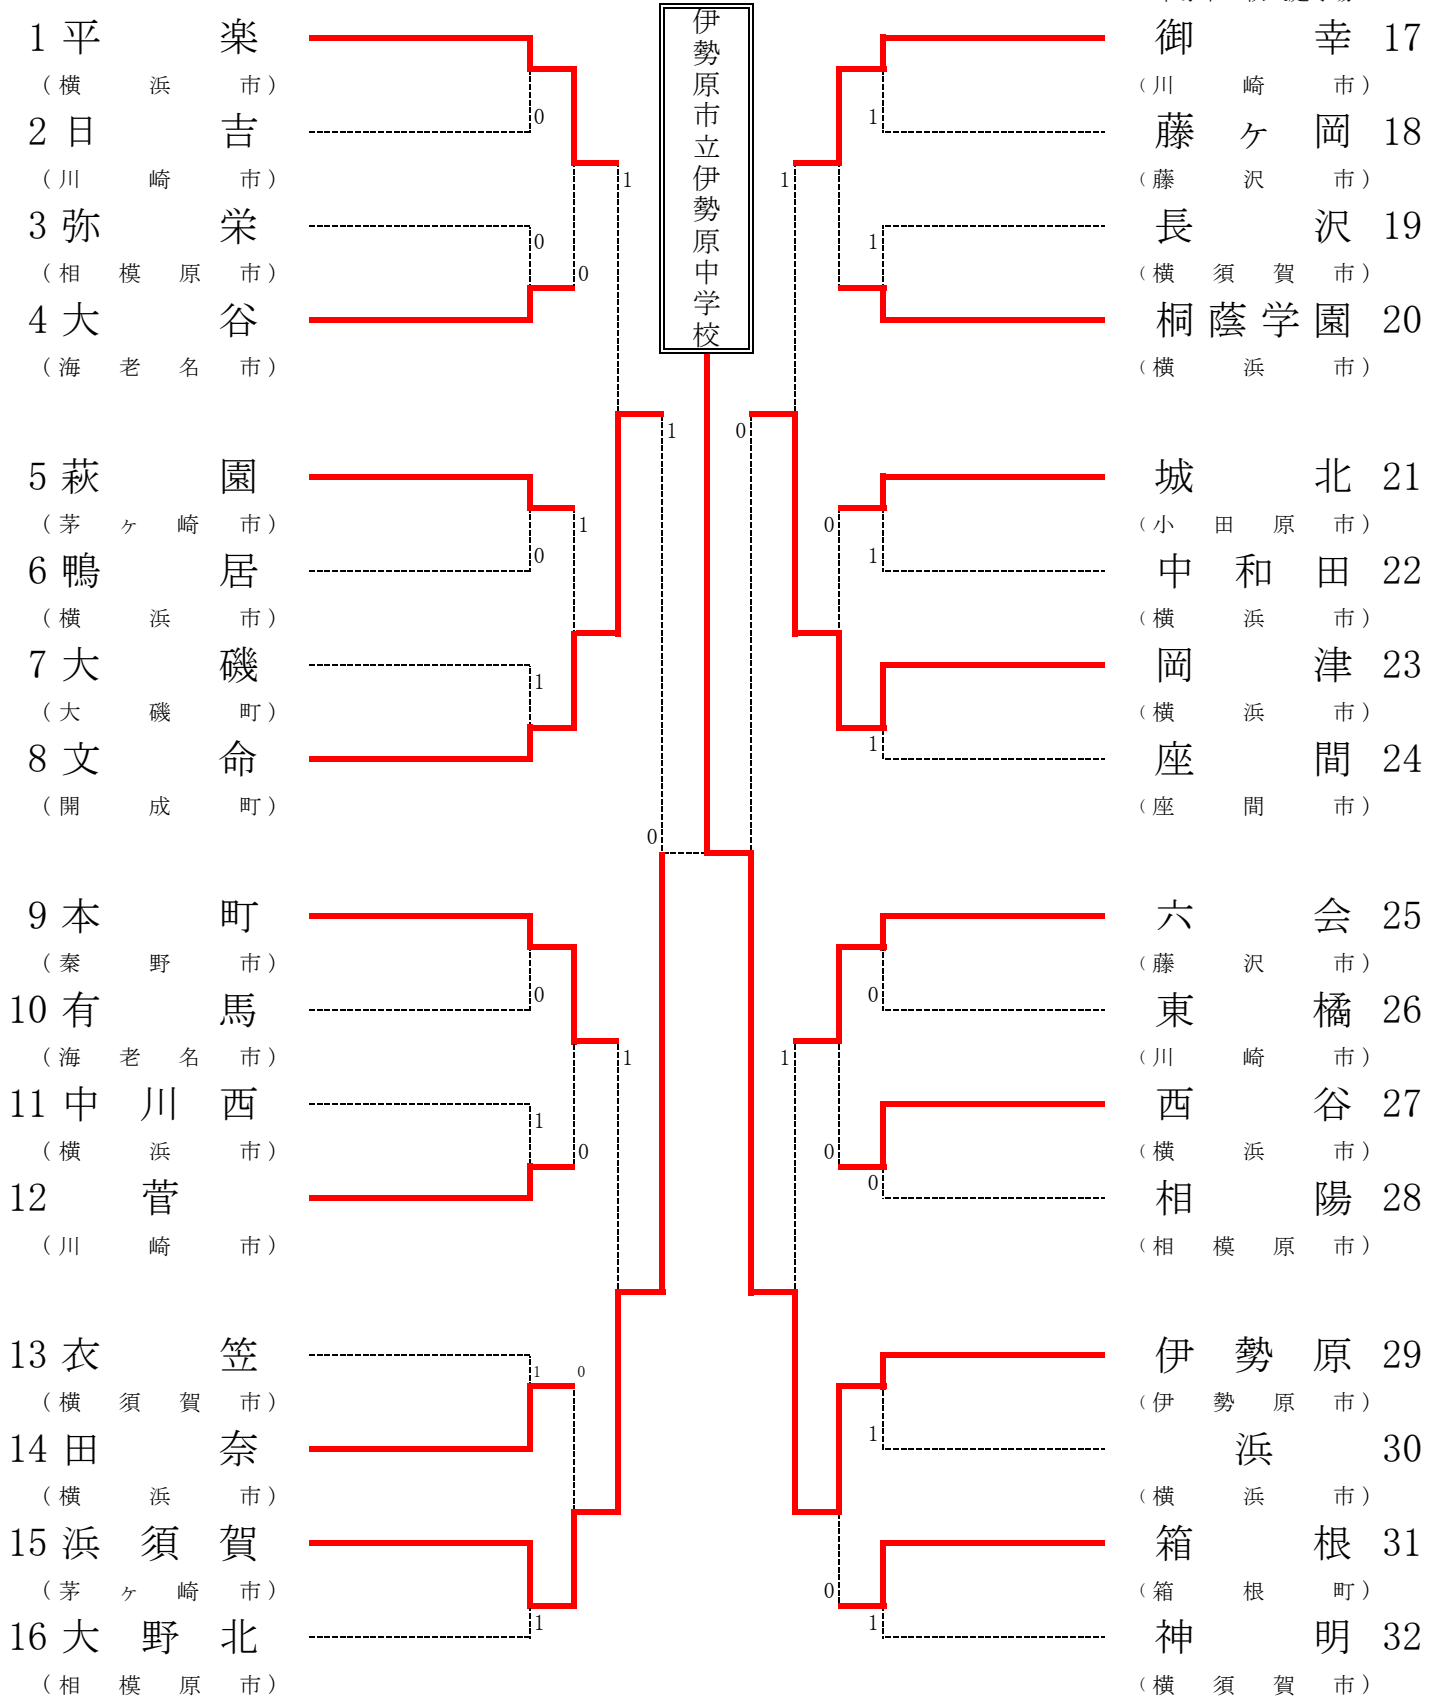 伊勢原市立伊勢原中学校
1 平楽
（横浜市）
0
2 日吉
（川崎市）
1
3 弥栄
0
（相模原市）
0
4 大谷
（海老名市）
1
5 萩園
（茅ヶ崎市）
1
0
6 鴨居
（横浜市）
7 大磯
1
（大磯町）
8 文命
（開成町）
0
9 本町
（秦野市）
0
10 有馬
（海老名市）
1
11 中川西
1
（横浜市）
0
12 菅
（川崎市）
13 衣笠
1 0
（横須賀市）
14 田奈
（横浜市）
15 浜須賀
（茅ヶ崎市）
1
16 大野北
（相模原市）
御幸 17
（川崎市）
1
藤ヶ岡 18
（藤沢市）
1
長沢 19
1
（横須賀市）
桐蔭学園 20
（横浜市）
0
城北 21
（小田原市）
0
1
中和田 22
（横浜市）
岡津 23
（横浜市）
1
座間 24
（座間市）
六会 25
（藤沢市）
0
東橘 26
（川崎市）
1
西谷 27
（横浜市）
0
0
相陽 28
（相模原市）
伊勢原 29
（伊勢原市）
1
浜 30
（横浜市）
箱根 31
（箱根町）
0
1
神明 32
（横須賀市）